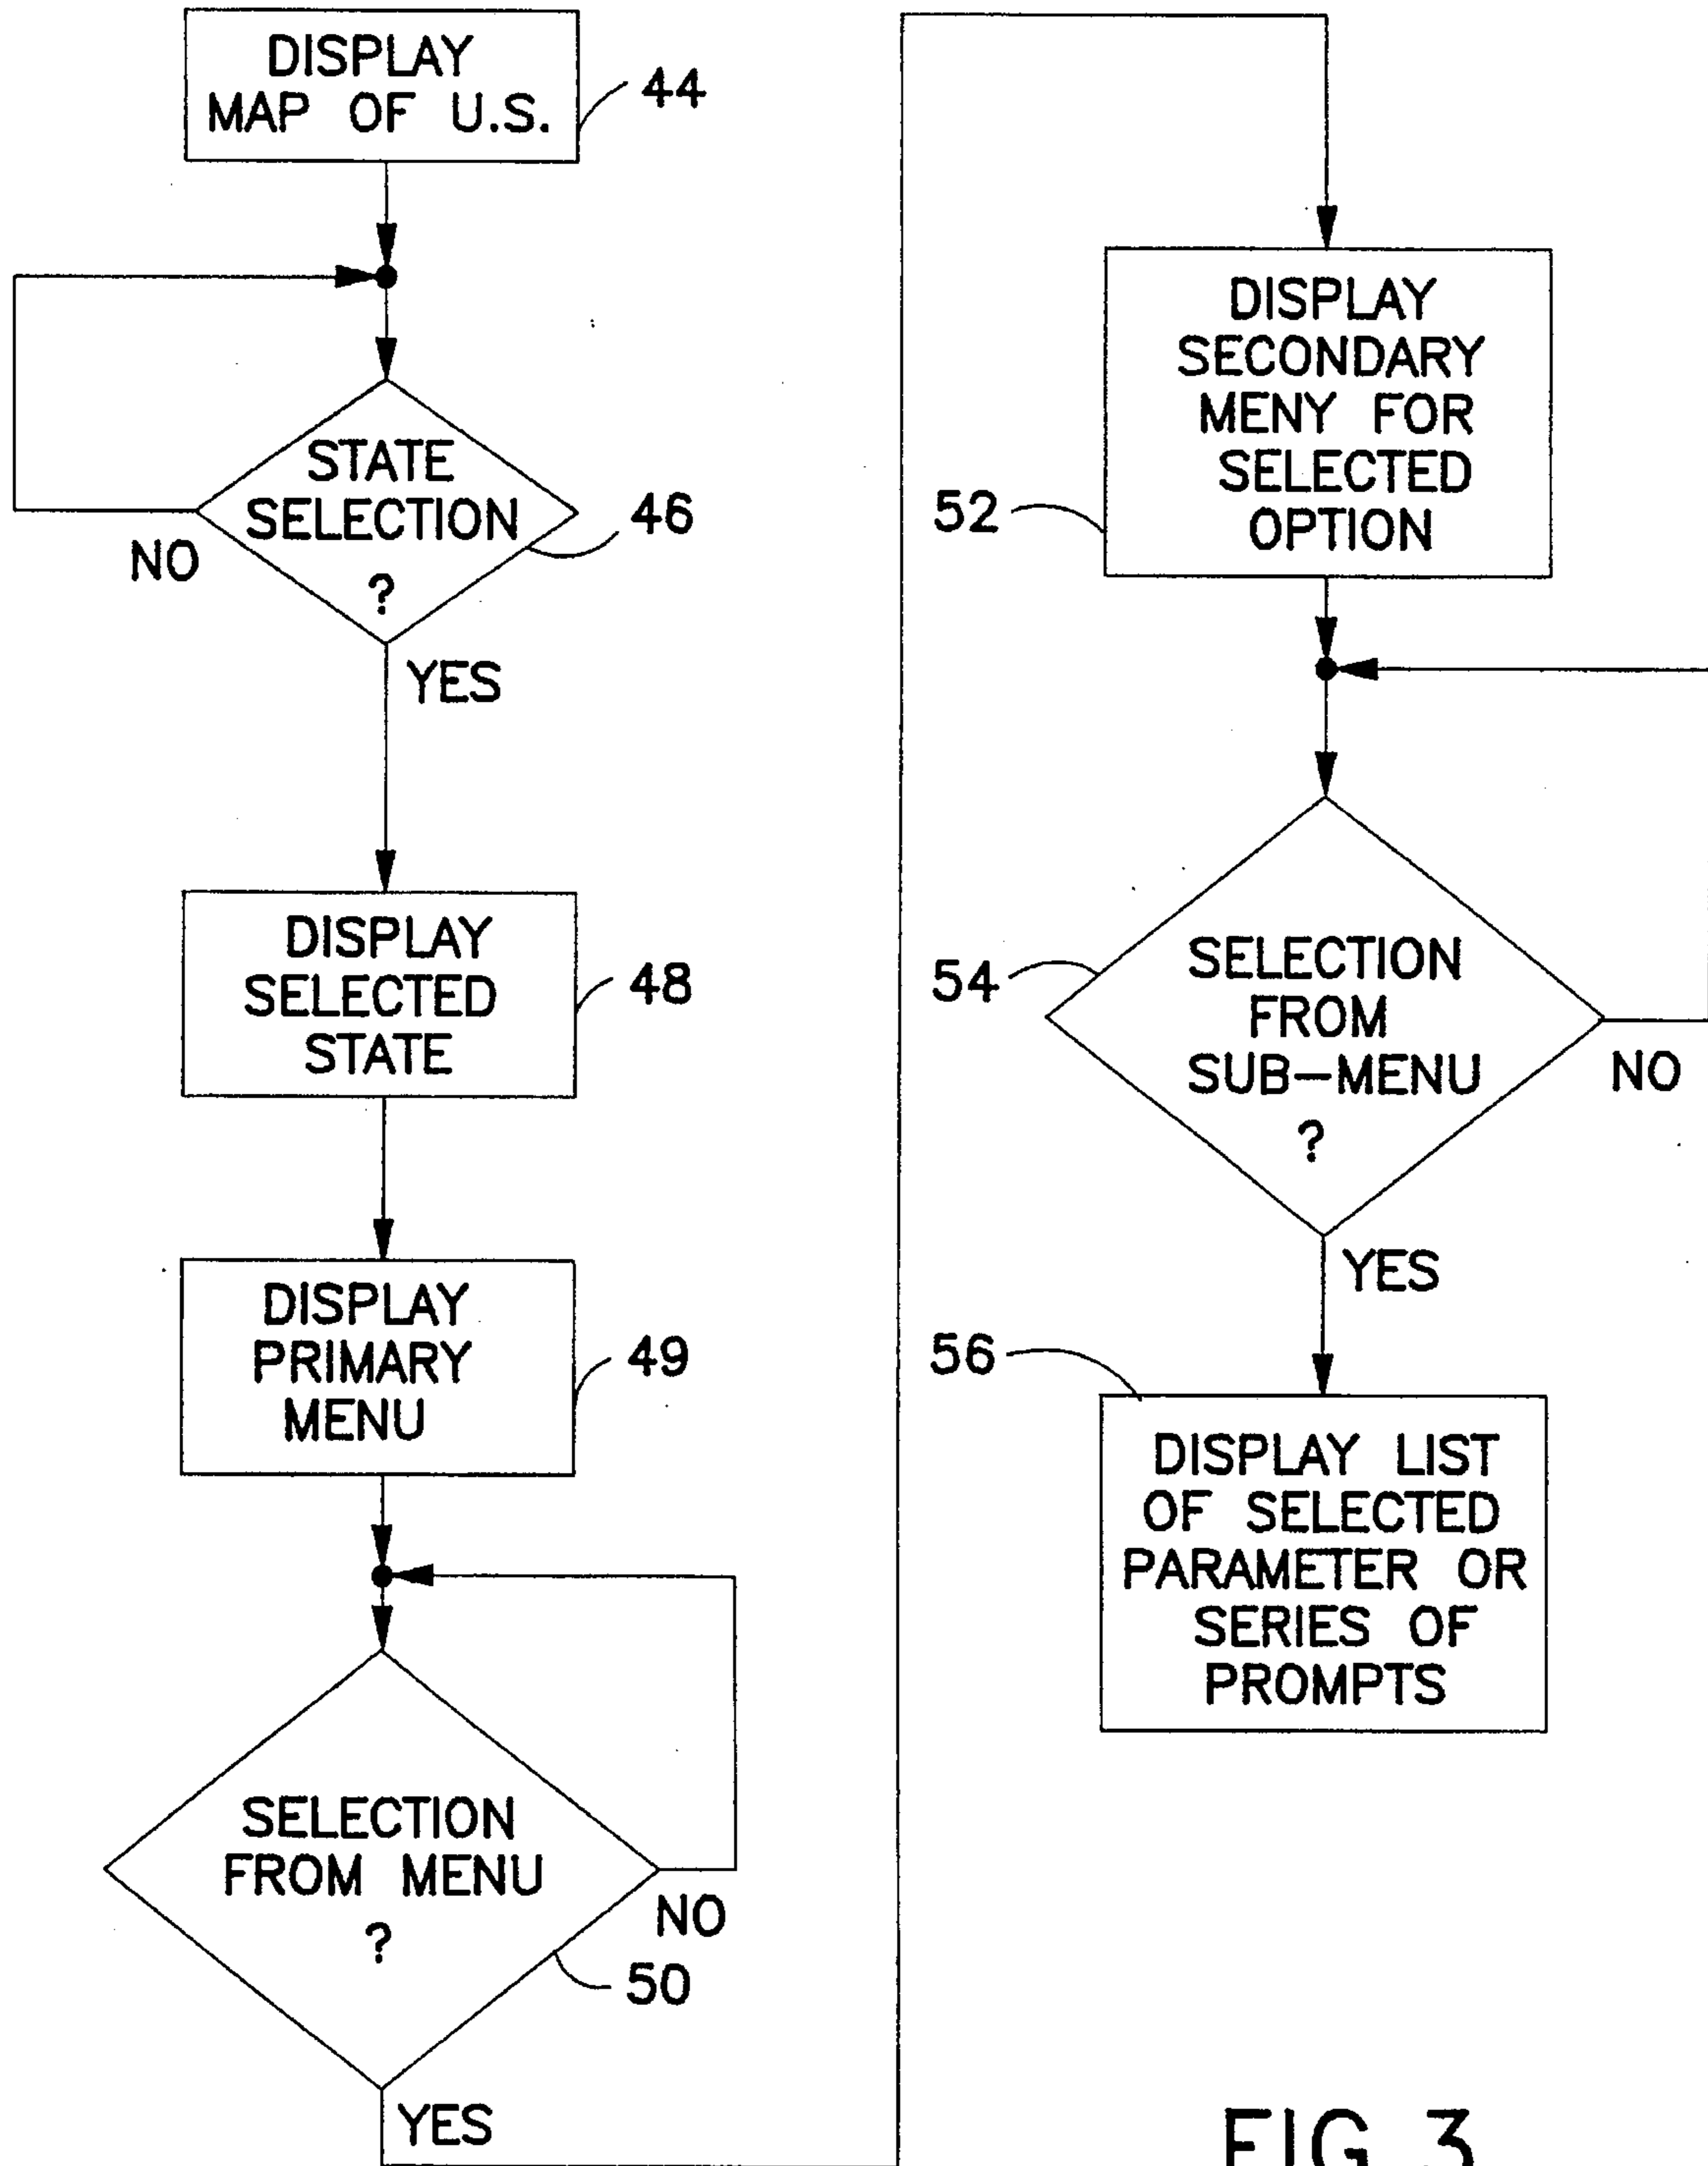 DISPLAY
MAP OF U.S.
44
STATE
SELECTION
?
46
NO
YES
DISPLAY
SELECTED
STATE
48
DISPLAY
PRIMARY
MENU
49
SELECTION
FROM MENU
?
NO
50
YES
DISPLAY
SECONDARY
MENY FOR
SELECTED
OPTION
52
SELECTION
FROM
SUB-MENU
?
54
NO
YES
56
DISPLAY LIST
OF SELECTED
PARAMETER OR
SERIES OF
PROMPTS
FIG 3